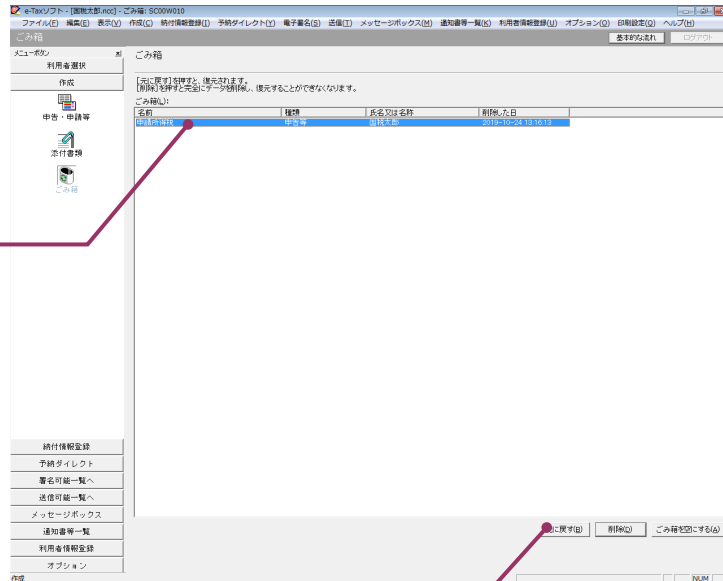 e-Taxソフト - [国税太郎.ncc] - ごみ箱: SC00W010
ファイル(F) 編集(E) 表示(V) 作成(C) 納付情報登録(I) 予納ダイレクト(Y) 電子署名(S) 送信(T) メッセージボックス(M) 通知書等一覧(K) 利用者情報登録(U) オプション(O) 印刷設定(Q) ヘルプ(H)
ごみ箱 基本的な流れ ログアウト
メニューボタン x
利用者選択
作成
申告・申請等
添付書類
ごみ箱
納付情報登録
予納ダイレクト
署名可能一覧へ
送信可能一覧へ
メッセージボックス
通知書等一覧
利用者情報登録
オプション
ごみ箱
[元に戻す]を押すと、復元されます。
[削除]を押すと完全にデータを削除し、復元することができなくなります。
ごみ箱(L):
名前 種類 氏名又は名称 削除した日
申請所得税 申告等 国税太郎 2019-10-24 13:16:13
に戻す(B) 削除(D) ごみ箱を空にする(A)
作成 NUM